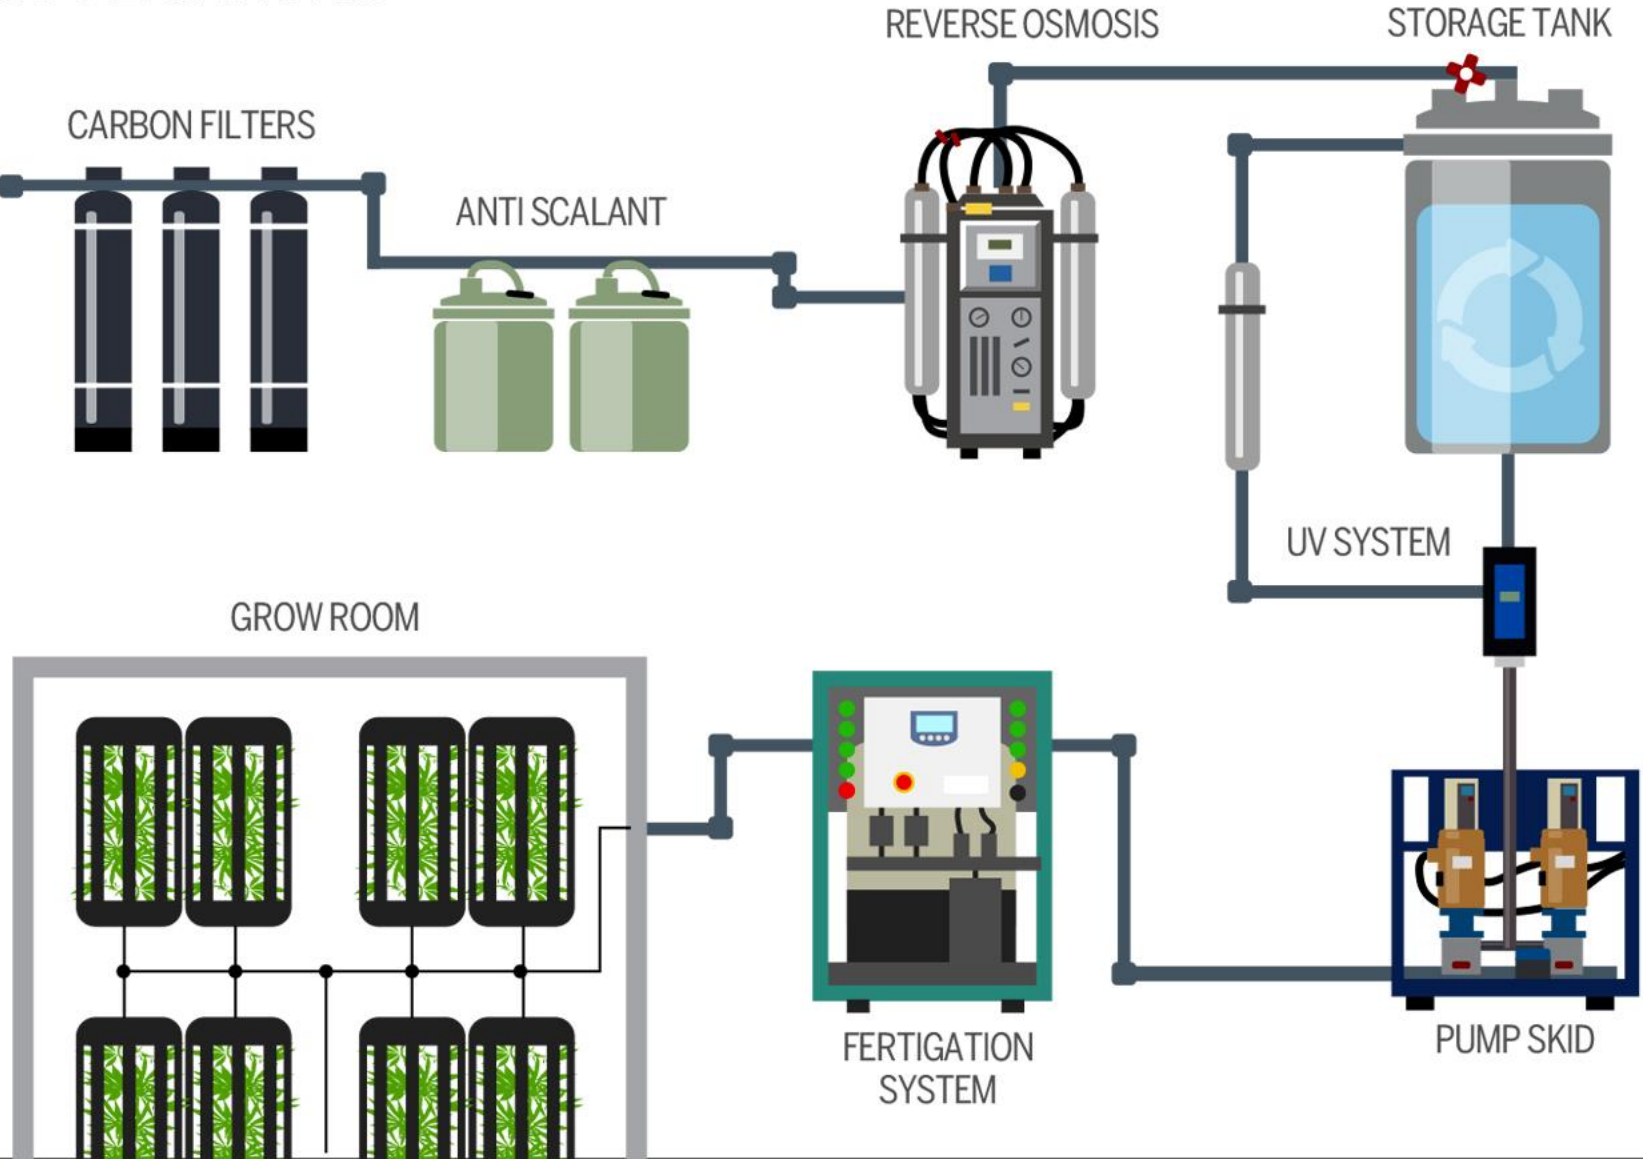 REVERSE OSMOSIS
STORAGE TANK
CARBON FILTERS
ANTI SCALANT
UV SYSTEM
GROW ROOM
FERTIGATION
SYSTEM
PUMP SKID